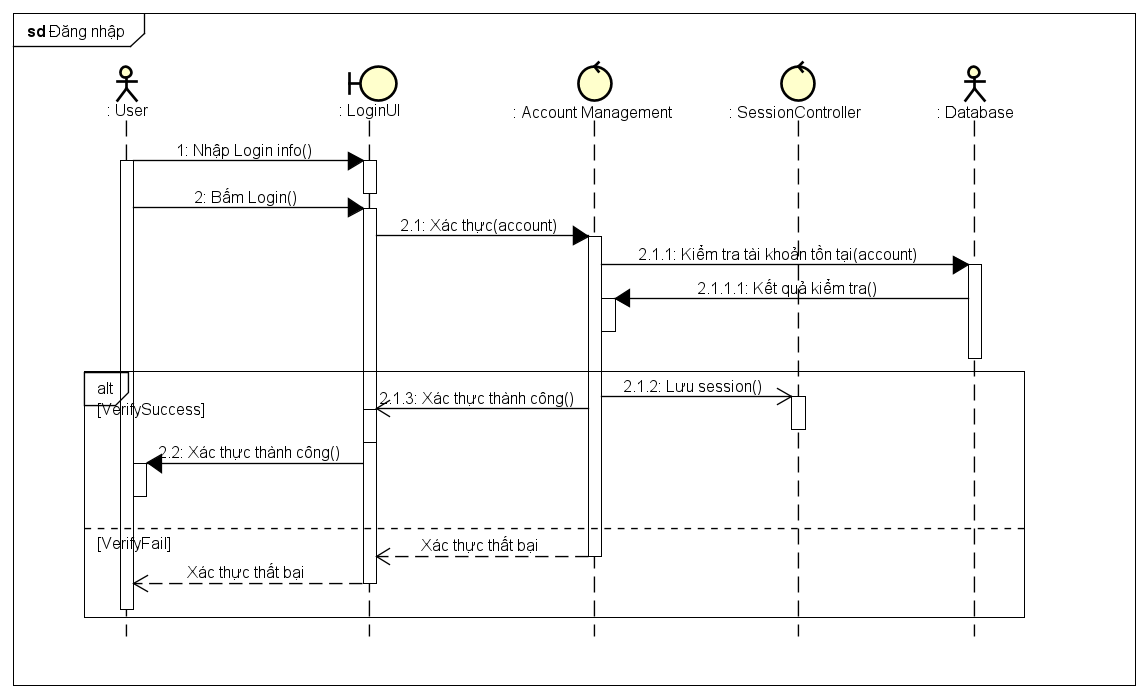 sd Đăng nhập
: User
: LoginUI
: Account Management
: SessionController
: Database
1: Nhập Login info()
2: Bấm Login()
2.1: Xác thực(account)
2.1.1: Kiểm tra tài khoản tồn tại(account)
2.1.1.1: Kết quả kiểm tra()
alt
[VerifySuccess]
2.1.2: Lưu session()
2.1.3: Xác thực thành công()
2.2: Xác thực thành công()
[VerifyFail]
Xác thực thất bại
Xác thực thất bại